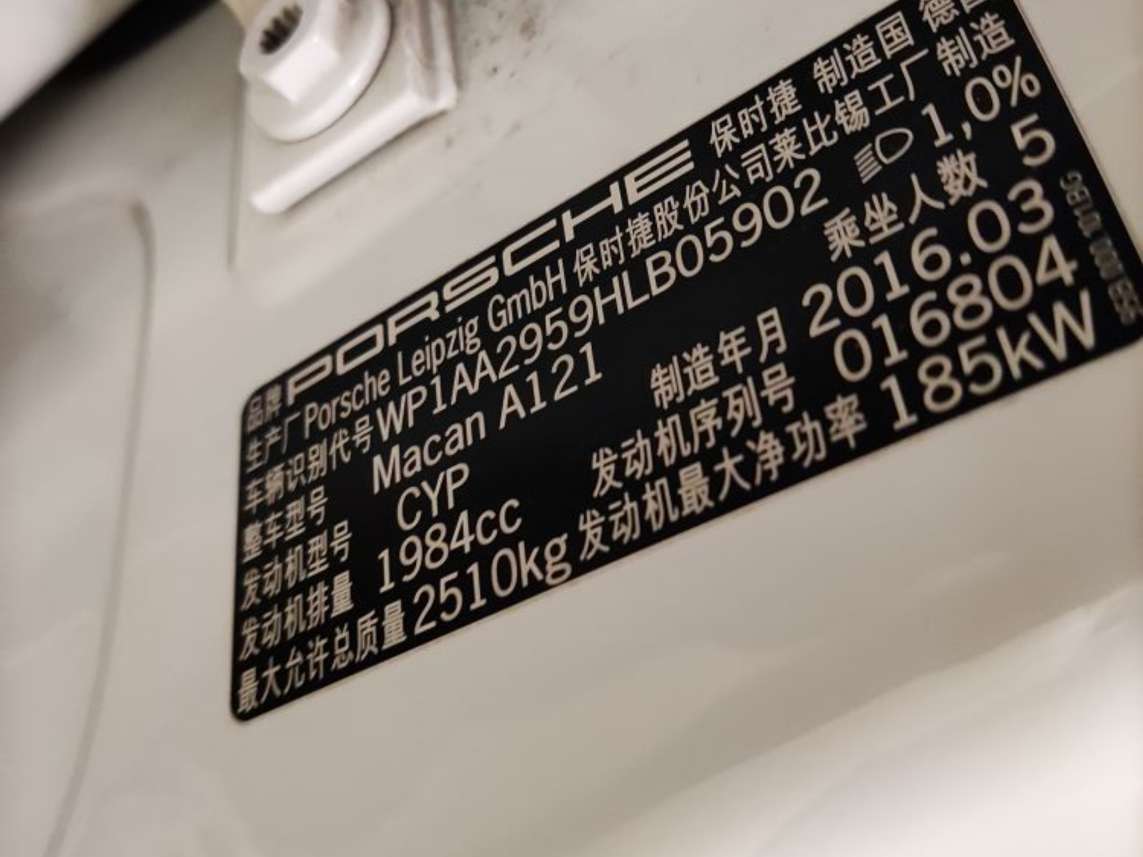 品牌 PORSCHE 保时捷 制造国 德国
生产厂 Porsche Leipzig GmbH 保时捷股份公司莱比锡工厂 制造
车辆识别代号 WP1AA2959HLB05902 1,0%
整车型号 Macan A121 乘坐人数 5
发动机型号 CYP 制造年月 2016.03
发动机排量 1984cc 发动机序列号 016804
最大允许总质量 2510kg 发动机最大净功率 185kW